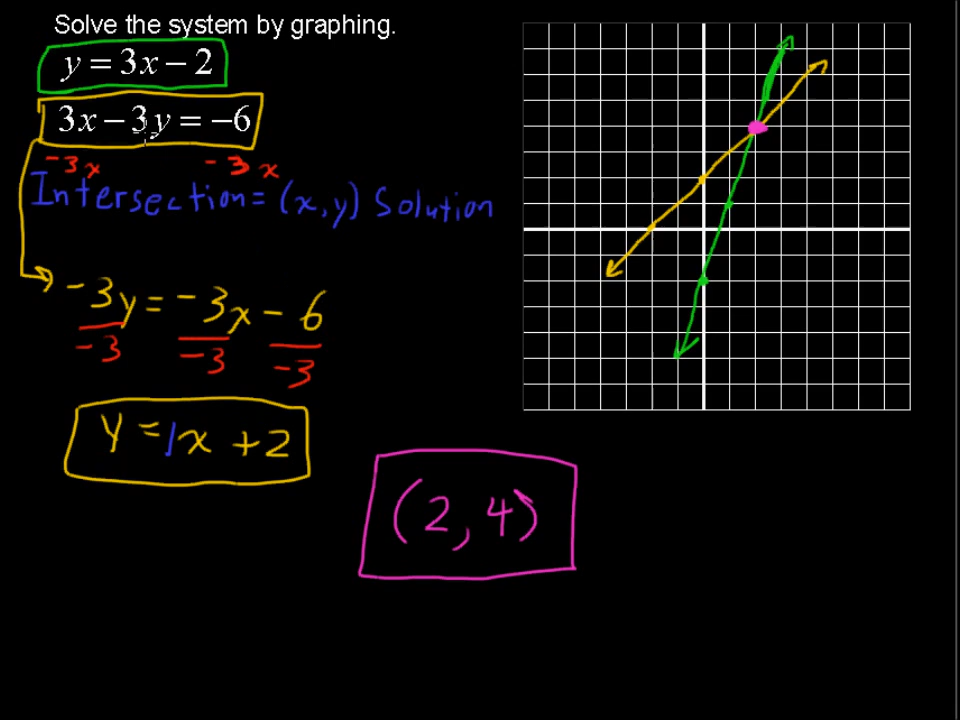 Solve the system by graphing.
y = 3x − 2
3x − 3y = −6
-3x -3x
Intersection = (x,y) Solution
-3y = -3x - 6
-3 -3 -3
y = 1x + 2
(2,4)